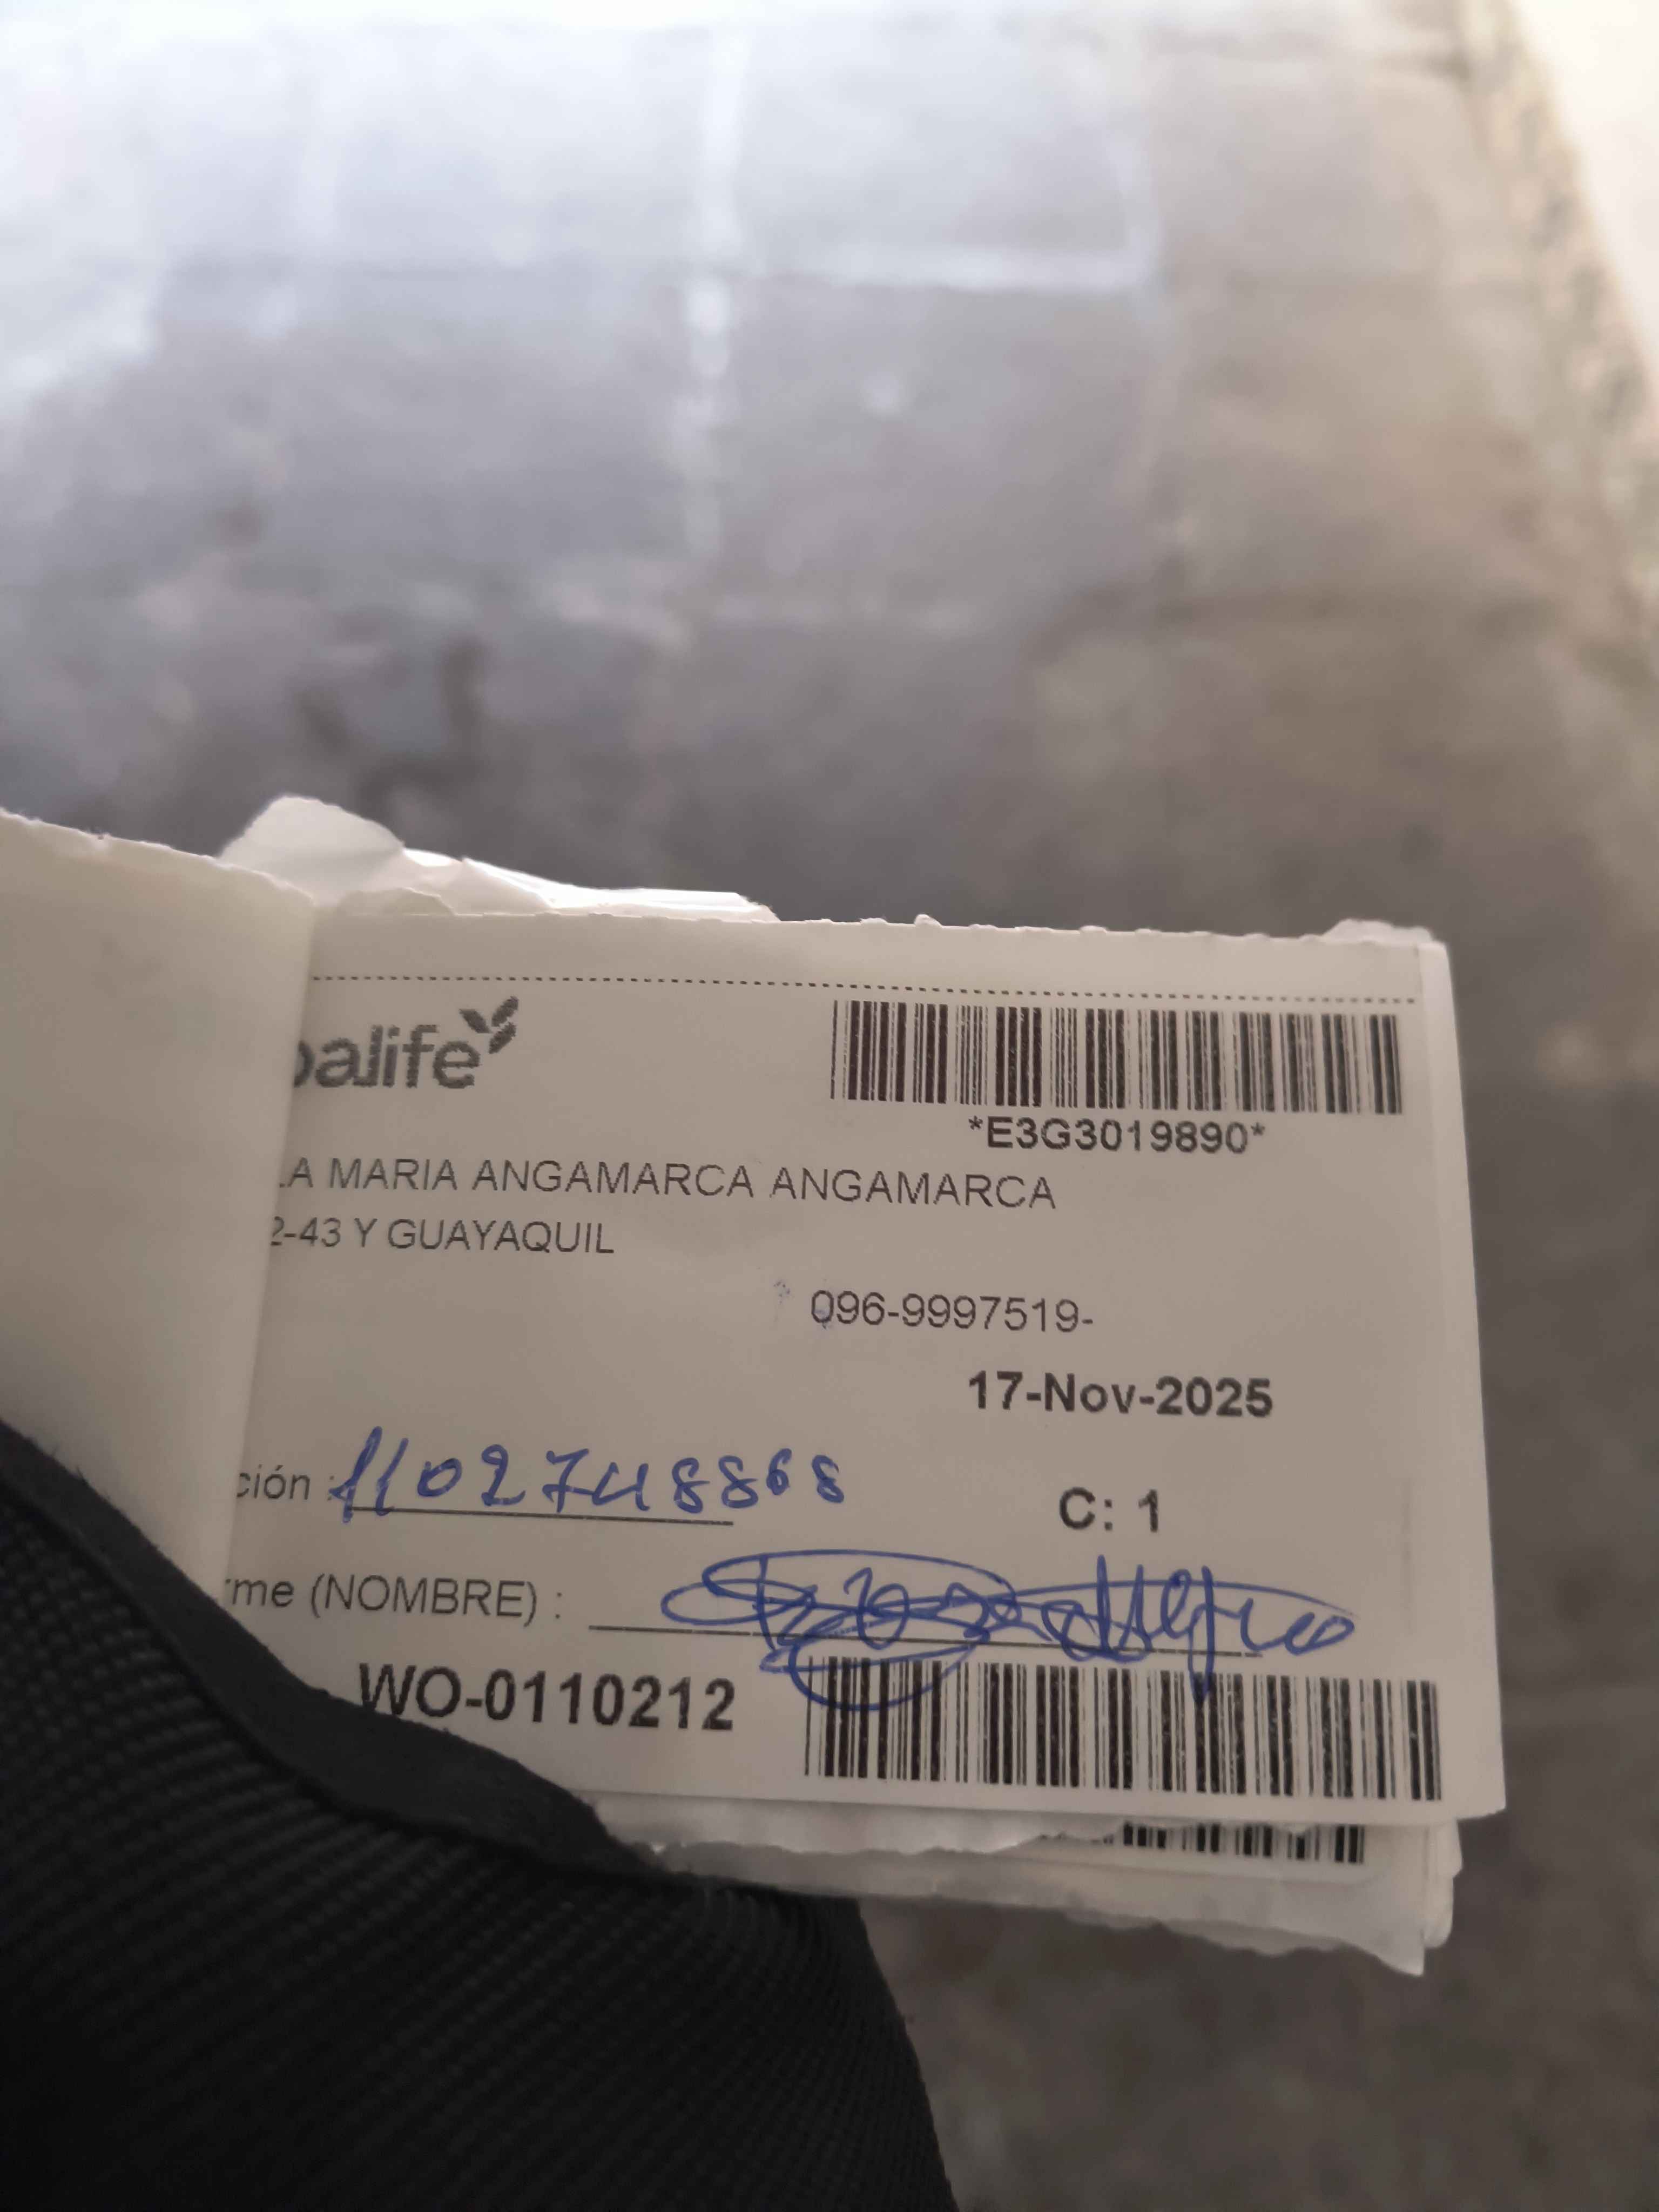 balife
*E3G3019890*
LA MARIA ANGAMARCA ANGAMARCA
2-43 Y GUAYAQUIL
096-9997519-
17-Nov-2025
ción : 1102748868
C: 1
rme (NOMBRE) :
WO-0110212